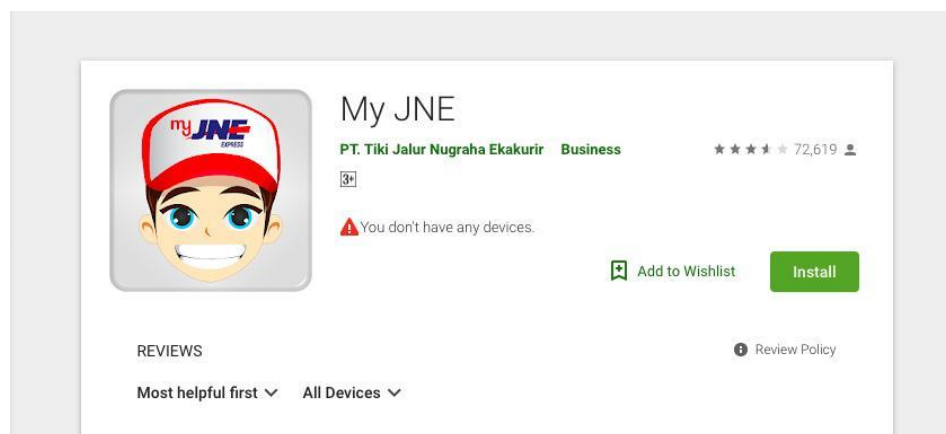 my JNE
EXPRESS
My JNE
PT. Tiki Jalur Nugraha Ekakurir Business 72,619
3+
You don't have any devices.
Add to Wishlist Install
REVIEWS Review Policy
Most helpful first All Devices